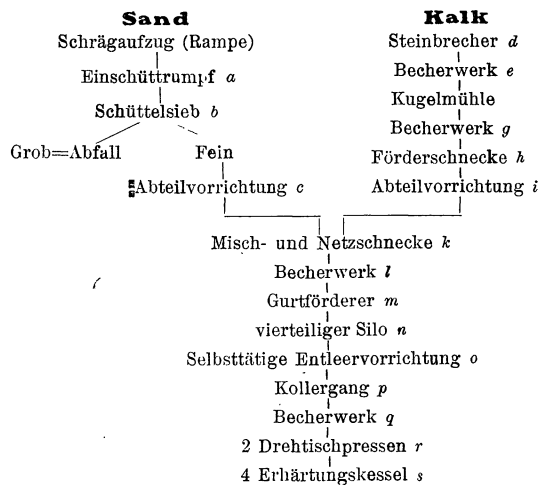 Sand
Schrägaufzug (Rampe)
Einschüttrumpf a
Schüttelsieb b
Grob=Abfall Fein
Abteilvorrichtung c
Kalk
Steinbrecher d
Becherwerk e
Kugelmühle
Becherwerk g
Förderschnecke h
Abteilvorrichtung i
Misch- und Netzschnecke k
Becherwerk l
Gurtförderer m
vierteiliger Silo n
Selbsttätige Entleervorrichtung o
Kollergang p
Becherwerk q
2 Drehtischpressen r
4 Erhärtungskessel s